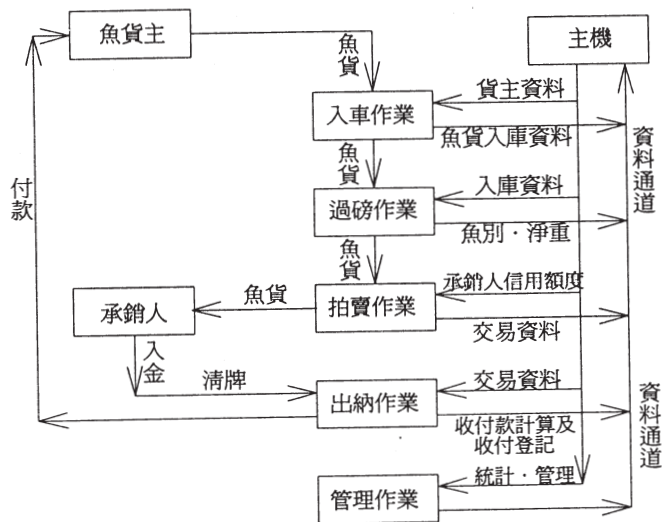 魚貨主
主機
魚貨
貨主資料
入車作業
魚貨入庫資料
資料通道
魚貨
入庫資料
付款
過磅作業
魚別．淨重
魚貨
承銷人信用額度
魚貨
承銷人
拍賣作業
交易資料
入金
清牌
交易資料
出納作業
資料通道
收付款計算及
收付登記
統計．管理
管理作業